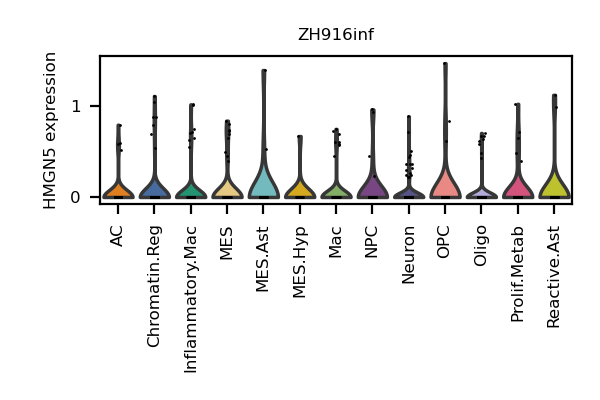 ZH916inf
HMGN5 expression
1
0
AC
Chromatin.Reg
Inflammatory.Mac
MES
MES.Ast
MES.Hyp
Mac
NPC
Neuron
OPC
Oligo
Prolif.Metab
Reactive.Ast